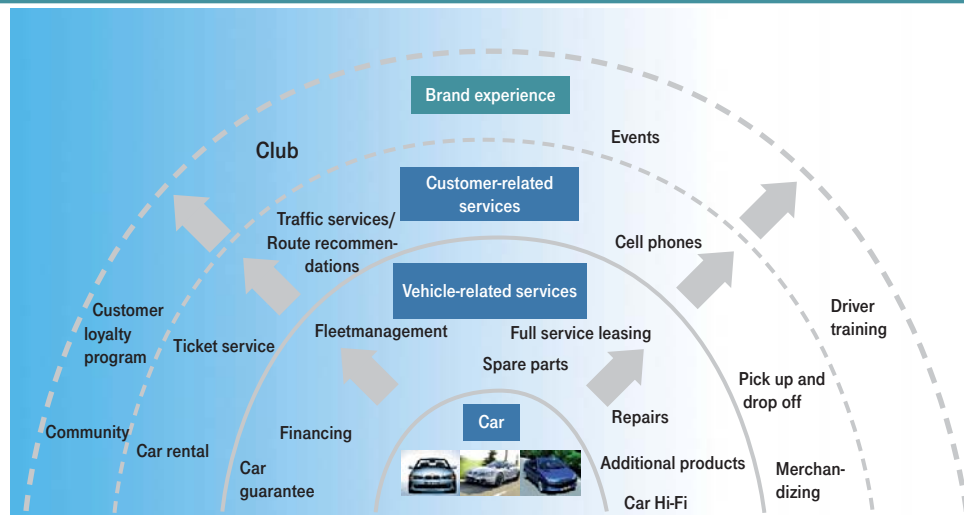 Brand experience
Events
Club
Customer-related
services
Traffic services/
Route recommen-
dations
Cell phones
Vehicle-related services
Customer
loyalty
program
Driver
training
Fleetmanagement
Full service leasing
Ticket service
Spare parts
Pick up and
drop off
Car
Repairs
Community
Financing
Car rental
Car
guarantee
Additional products
Merchan-
dizing
Car Hi-Fi